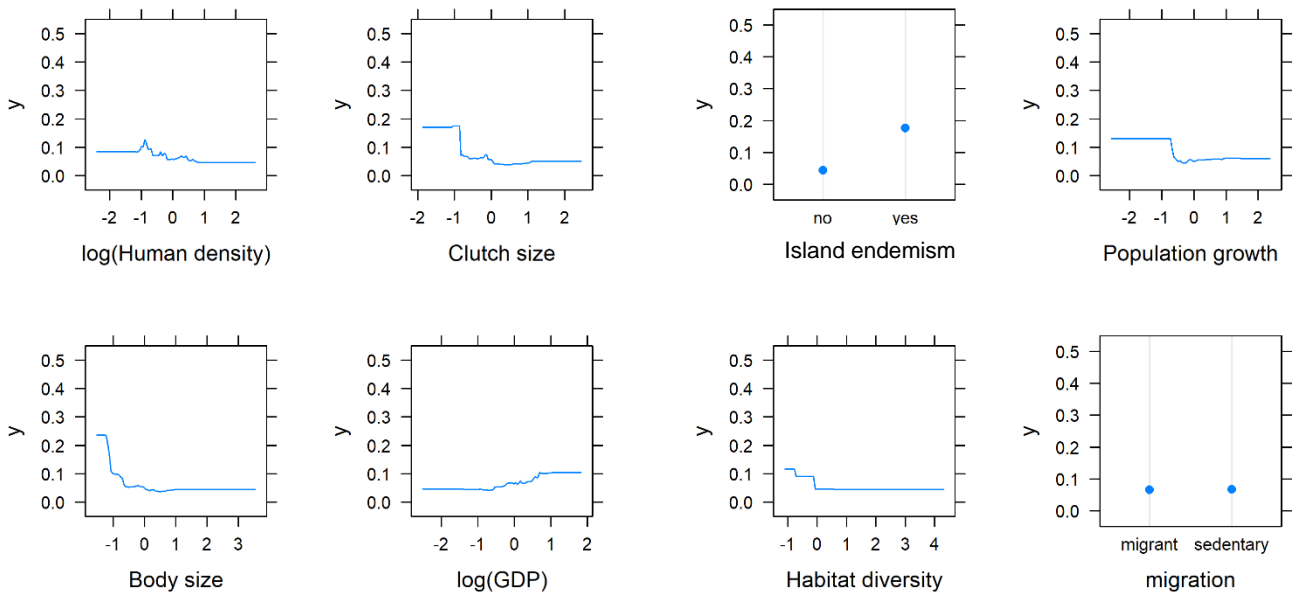 0.5
0.4
0.3
0.2
0.1
0.0
y
-2 -1 0 1 2
log(Human density)
0.5
0.4
0.3
0.2
0.1
0.0
y
-2 -1 0 1 2
Clutch size
0.5
0.4
0.3
0.2
0.1
0.0
y
no yes
Island endemism
0.5
0.4
0.3
0.2
0.1
0.0
y
-2 -1 0 1 2
Population growth
0.5
0.4
0.3
0.2
0.1
0.0
y
-1 0 1 2 3
Body size
0.5
0.4
0.3
0.2
0.1
0.0
y
-2 -1 0 1 2
log(GDP)
0.5
0.4
0.3
0.2
0.1
0.0
y
-1 0 1 2 3 4
Habitat diversity
0.5
0.4
0.3
0.2
0.1
0.0
y
migrant sedentary
migration